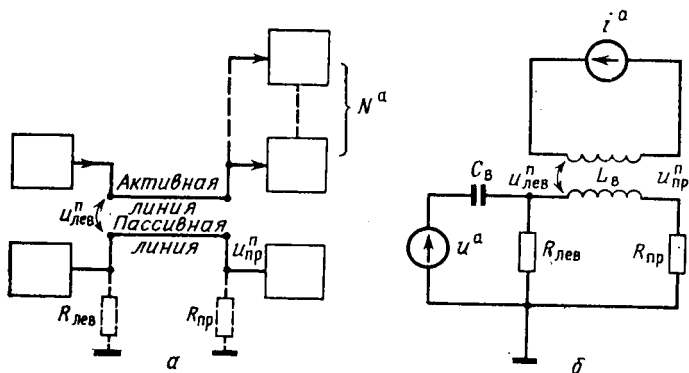 i^a
N^a
Активная
линия
Пассивная
линия
u^п_лев
u^п_пр
R_лев
R_пр
а
C_в
u^п_лев
L_в
u^п_пр
u^a
R_лев
R_пр
б